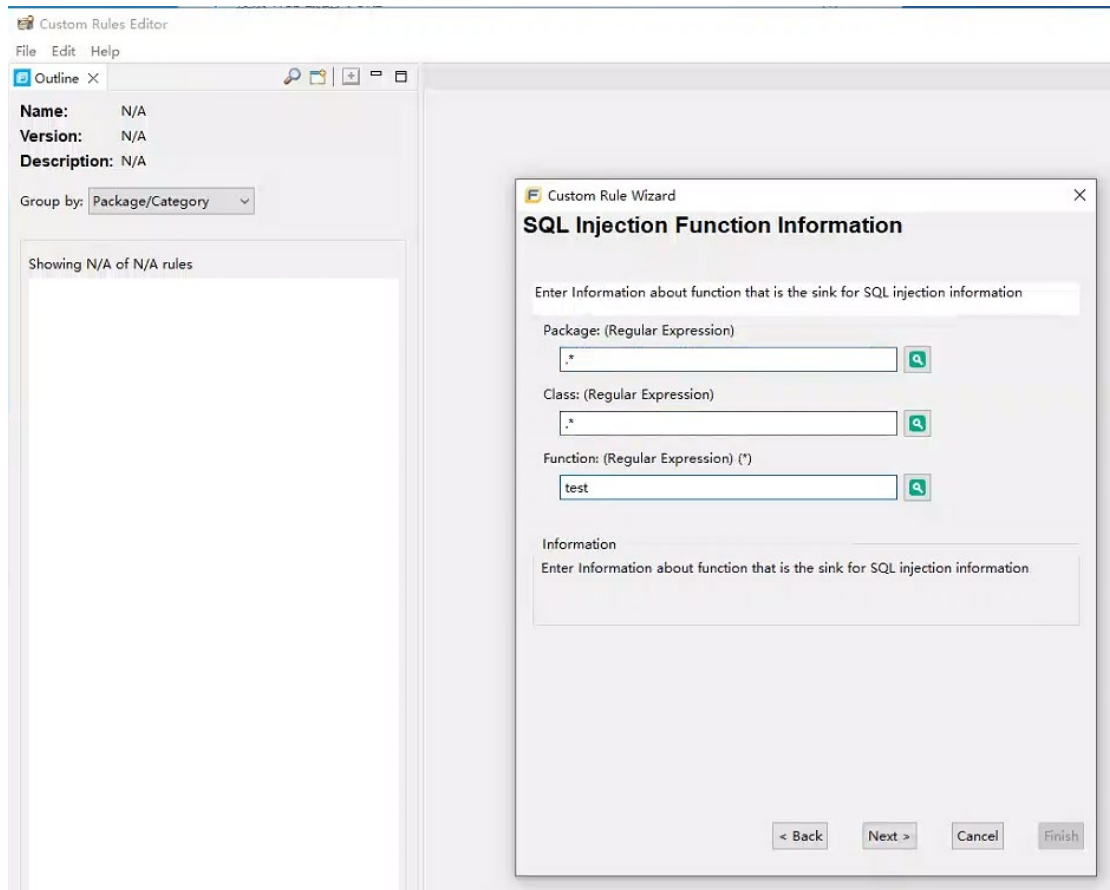 Custom Rules Editor
File Edit Help
Outline
Name: N/A
Version: N/A
Description: N/A
Group by: Package/Category
Showing N/A of N/A rules
Custom Rule Wizard
SQL Injection Function Information
Enter Information about function that is the sink for SQL injection information
Package: (Regular Expression)
.*
Class: (Regular Expression)
.*
Function: (Regular Expression) (*)
test
Information
Enter Information about function that is the sink for SQL injection information
< Back Next > Cancel Finish